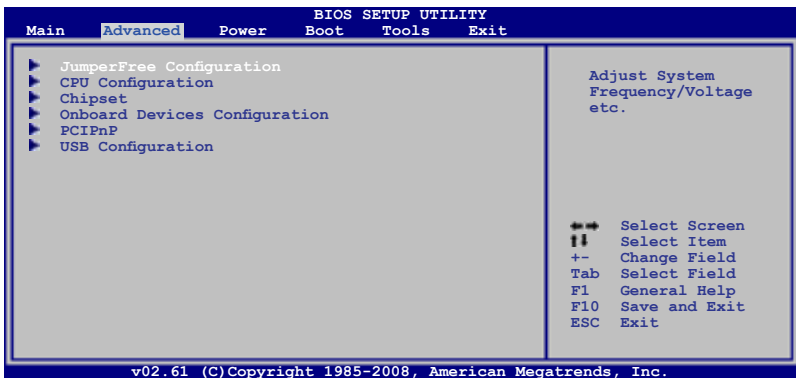 BIOS SETUP UTILITY
Main Advanced Power Boot Tools Exit
JumperFree Configuration
CPU Configuration
Chipset
Onboard Devices Configuration
PCIPnP
USB Configuration
Adjust System
Frequency/Voltage
etc.
Select Screen
Select Item
+- Change Field
Tab Select Field
F1 General Help
F10 Save and Exit
ESC Exit
v02.61 (C)Copyright 1985-2008, American Megatrends, Inc.